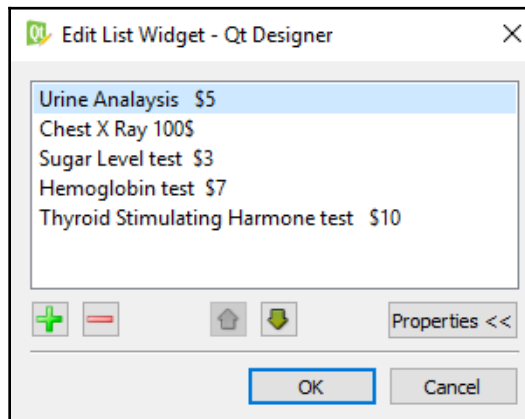 Edit List Widget - Qt Designer
Urine Analaysis   $5
Chest X Ray 100$
Sugar Level test  $3
Hemoglobin test  $7
Thyroid Stimulating Harmone test   $10
Properties <<
OK
Cancel